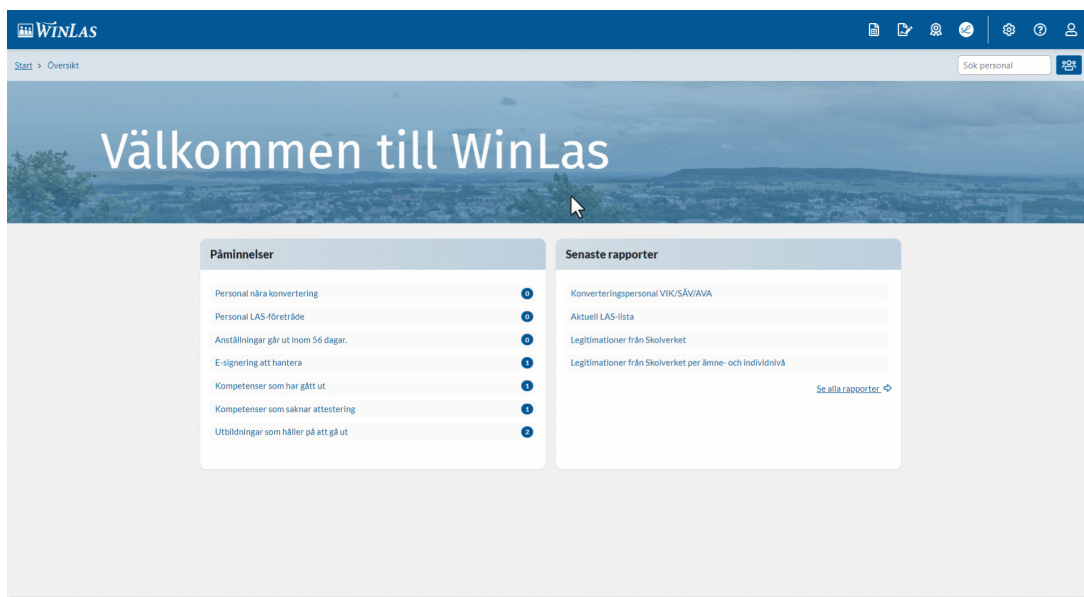 WINLAS
Start › Översikt
Sök personal
Välkommen till WinLas
Påminnelser
Personal nära konvertering 0
Personal LAS-företräde 0
Anställningar går ut inom 56 dagar. 0
E-signering att hantera 1
Kompetenser som har gått ut 1
Kompetenser som saknar attestering 1
Utbildningar som håller på att gå ut 2
Senaste rapporter
Konverteringspersonal VIK/SÄV/AVA
Aktuell LAS-lista
Legitimationer från Skolverket
Legitimationer från Skolverket per ämne- och individnivå
Se alla rapporter